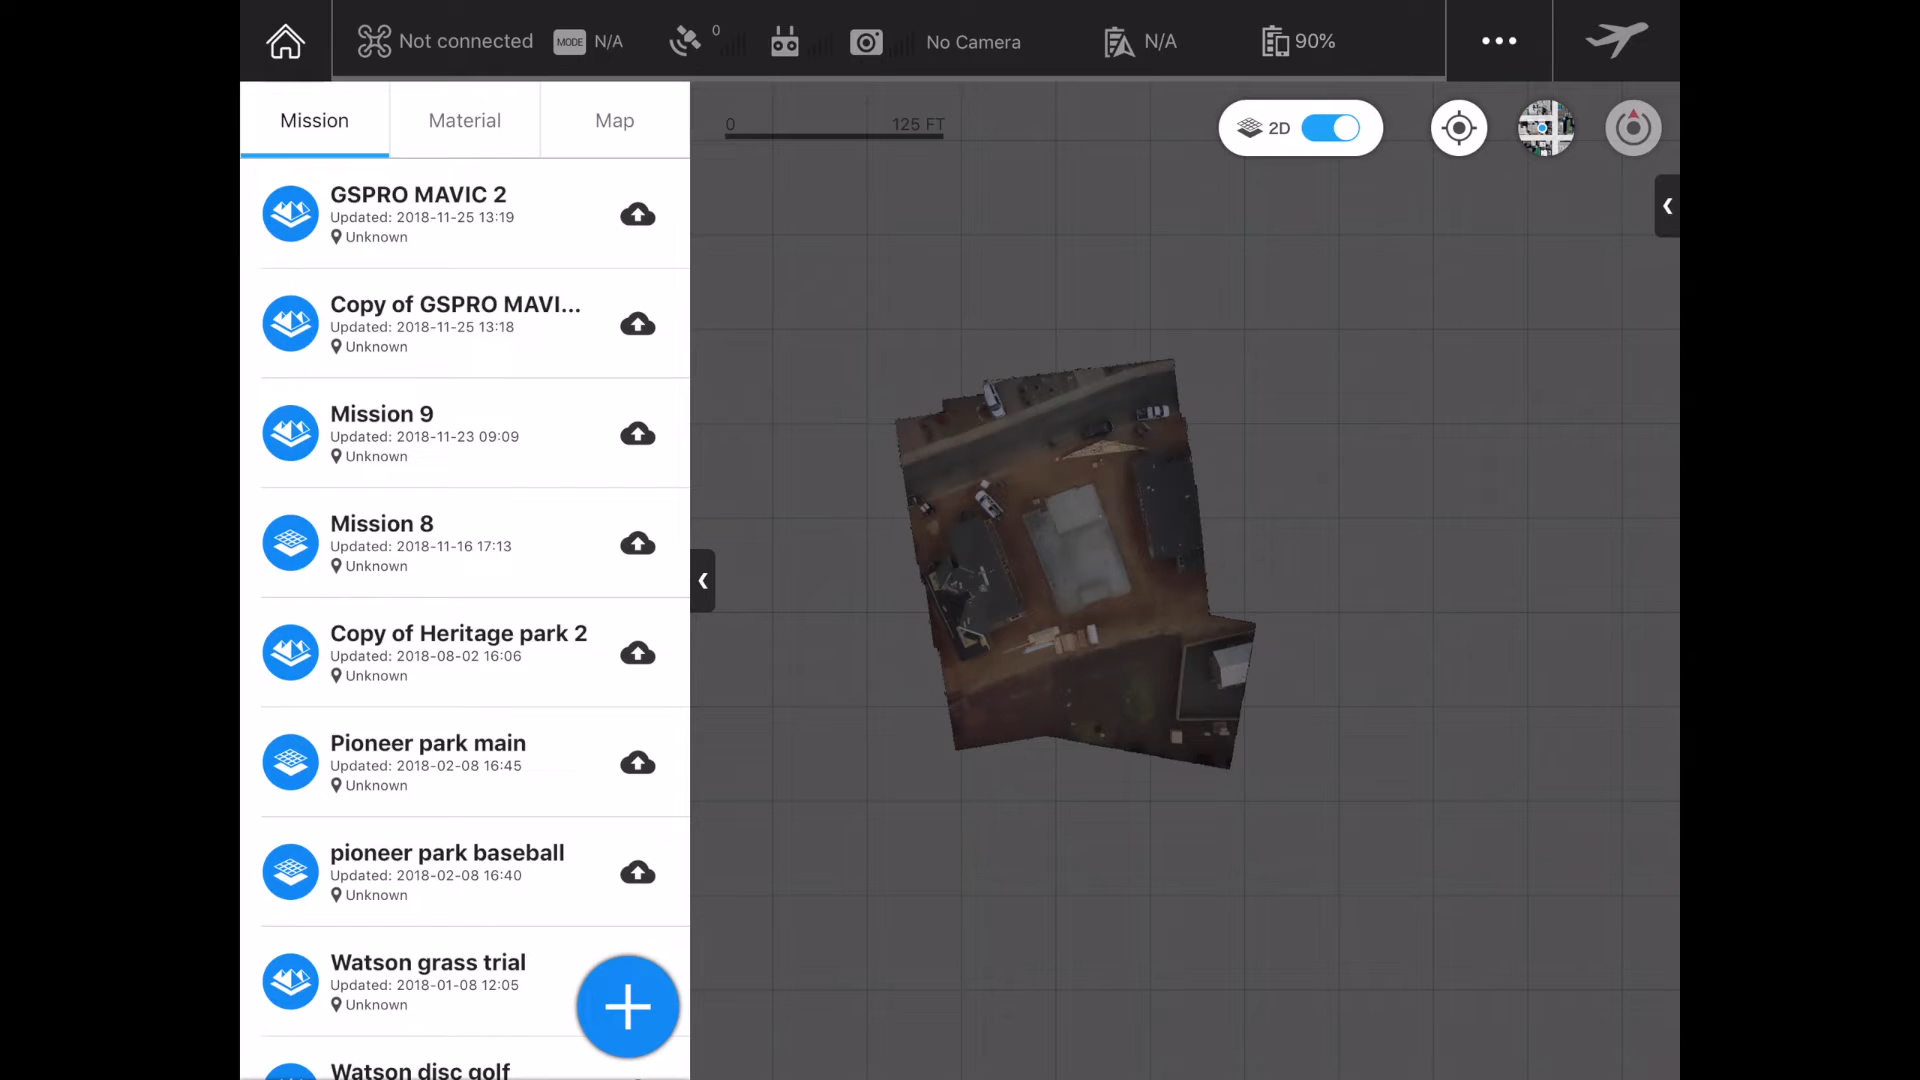 Not connected
MODE
N/A
0
No Camera
N/A
90%
Mission
Material
Map
0
125 FT
2D
GSPRO MAVIC 2
Updated: 2018-11-25 13:19
Unknown
Copy of GSPRO MAVI...
Updated: 2018-11-25 13:18
Unknown
Mission 9
Updated: 2018-11-23 09:09
Unknown
Mission 8
Updated: 2018-11-16 17:13
Unknown
Copy of Heritage park 2
Updated: 2018-08-02 16:06
Unknown
Pioneer park main
Updated: 2018-02-08 16:45
Unknown
pioneer park baseball
Updated: 2018-02-08 16:40
Unknown
Watson grass trial
Updated: 2018-01-08 12:05
Unknown
Watson disc golf